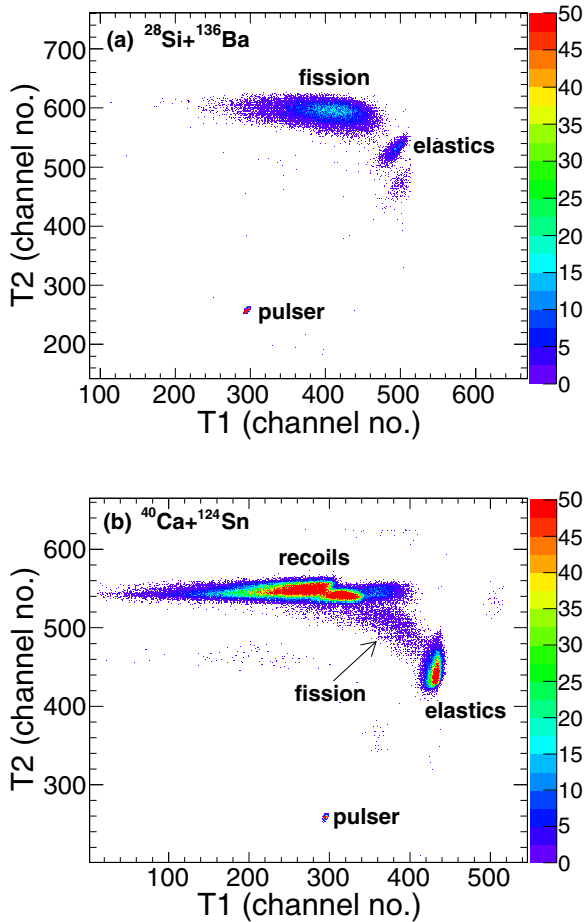 (a) ²⁸Si+¹³⁶Ba
fission
elastics
pulser
T2 (channel no.)
700
600
500
400
300
200
100 200 300 400 500 600
T1 (channel no.)
50
45
40
35
30
25
20
15
10
5
0
(b) ⁴⁰Ca+¹²⁴Sn
recoils
fission
elastics
pulser
T2 (channel no.)
600
500
400
300
100 200 300 400 500
T1 (channel no.)
50
45
40
35
30
25
20
15
10
5
0